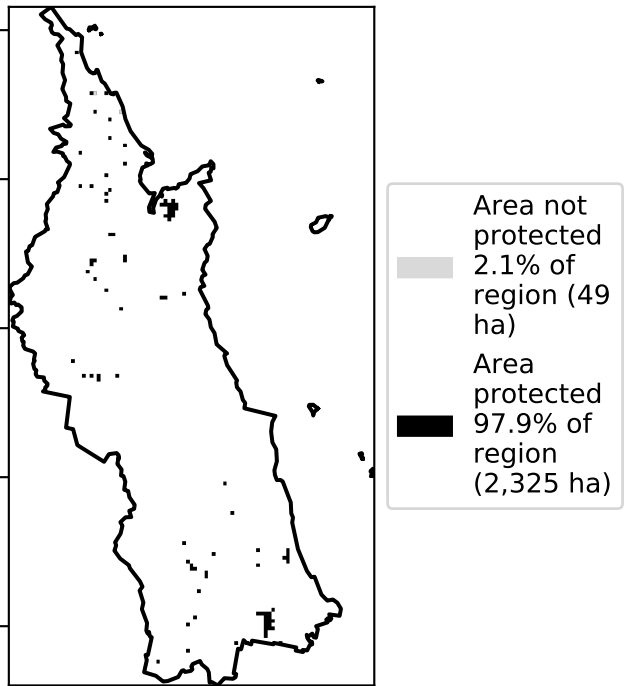 Area not
protected
2.1% of
region (49
ha)
Area
protected
97.9% of
region
(2,325 ha)